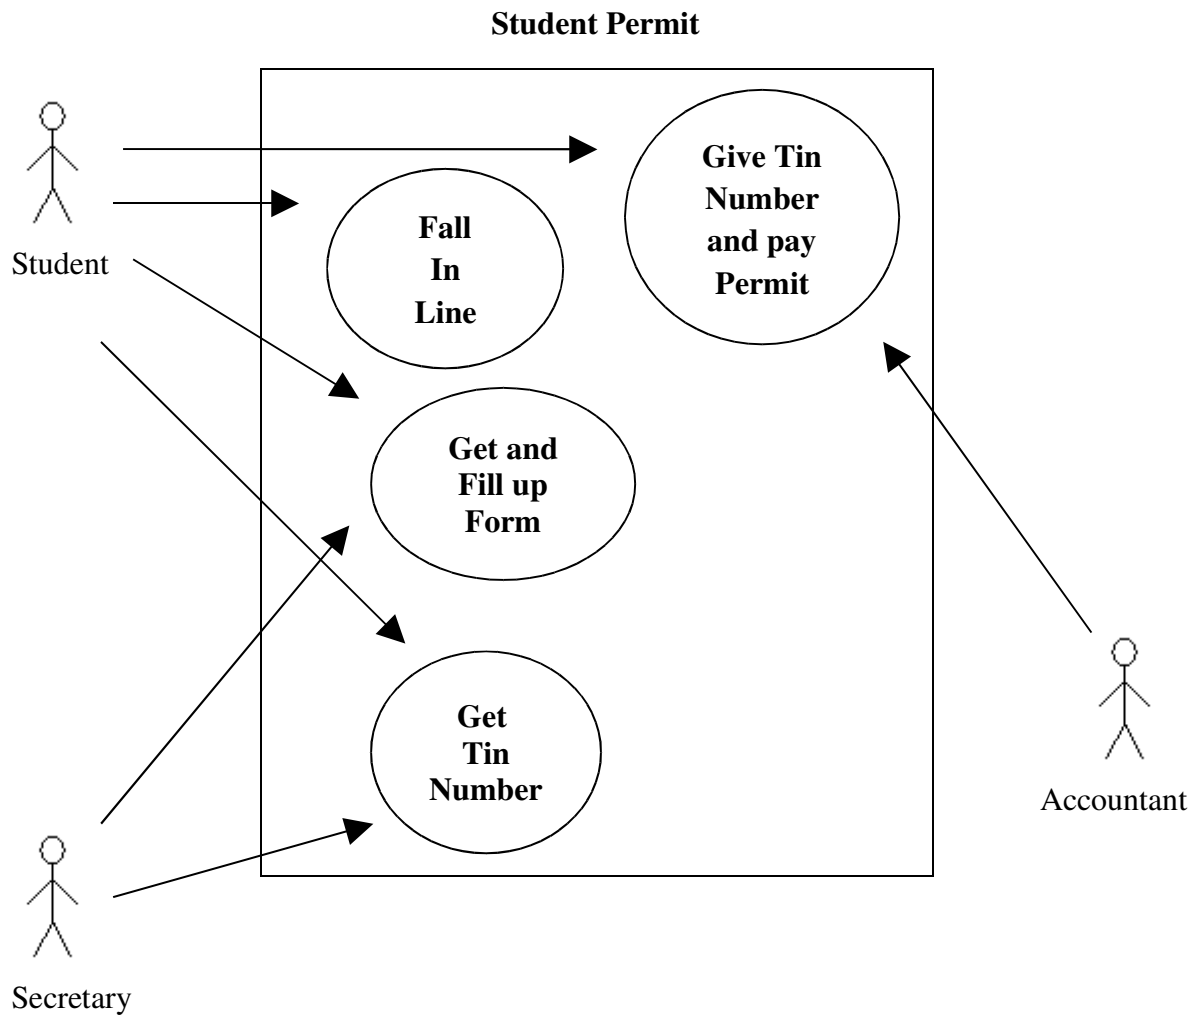 Student Permit
Give Tin
Number
and pay
Permit
Fall
In
Line
Student
Get and
Fill up
Form
Get
Tin
Number
Accountant
Secretary